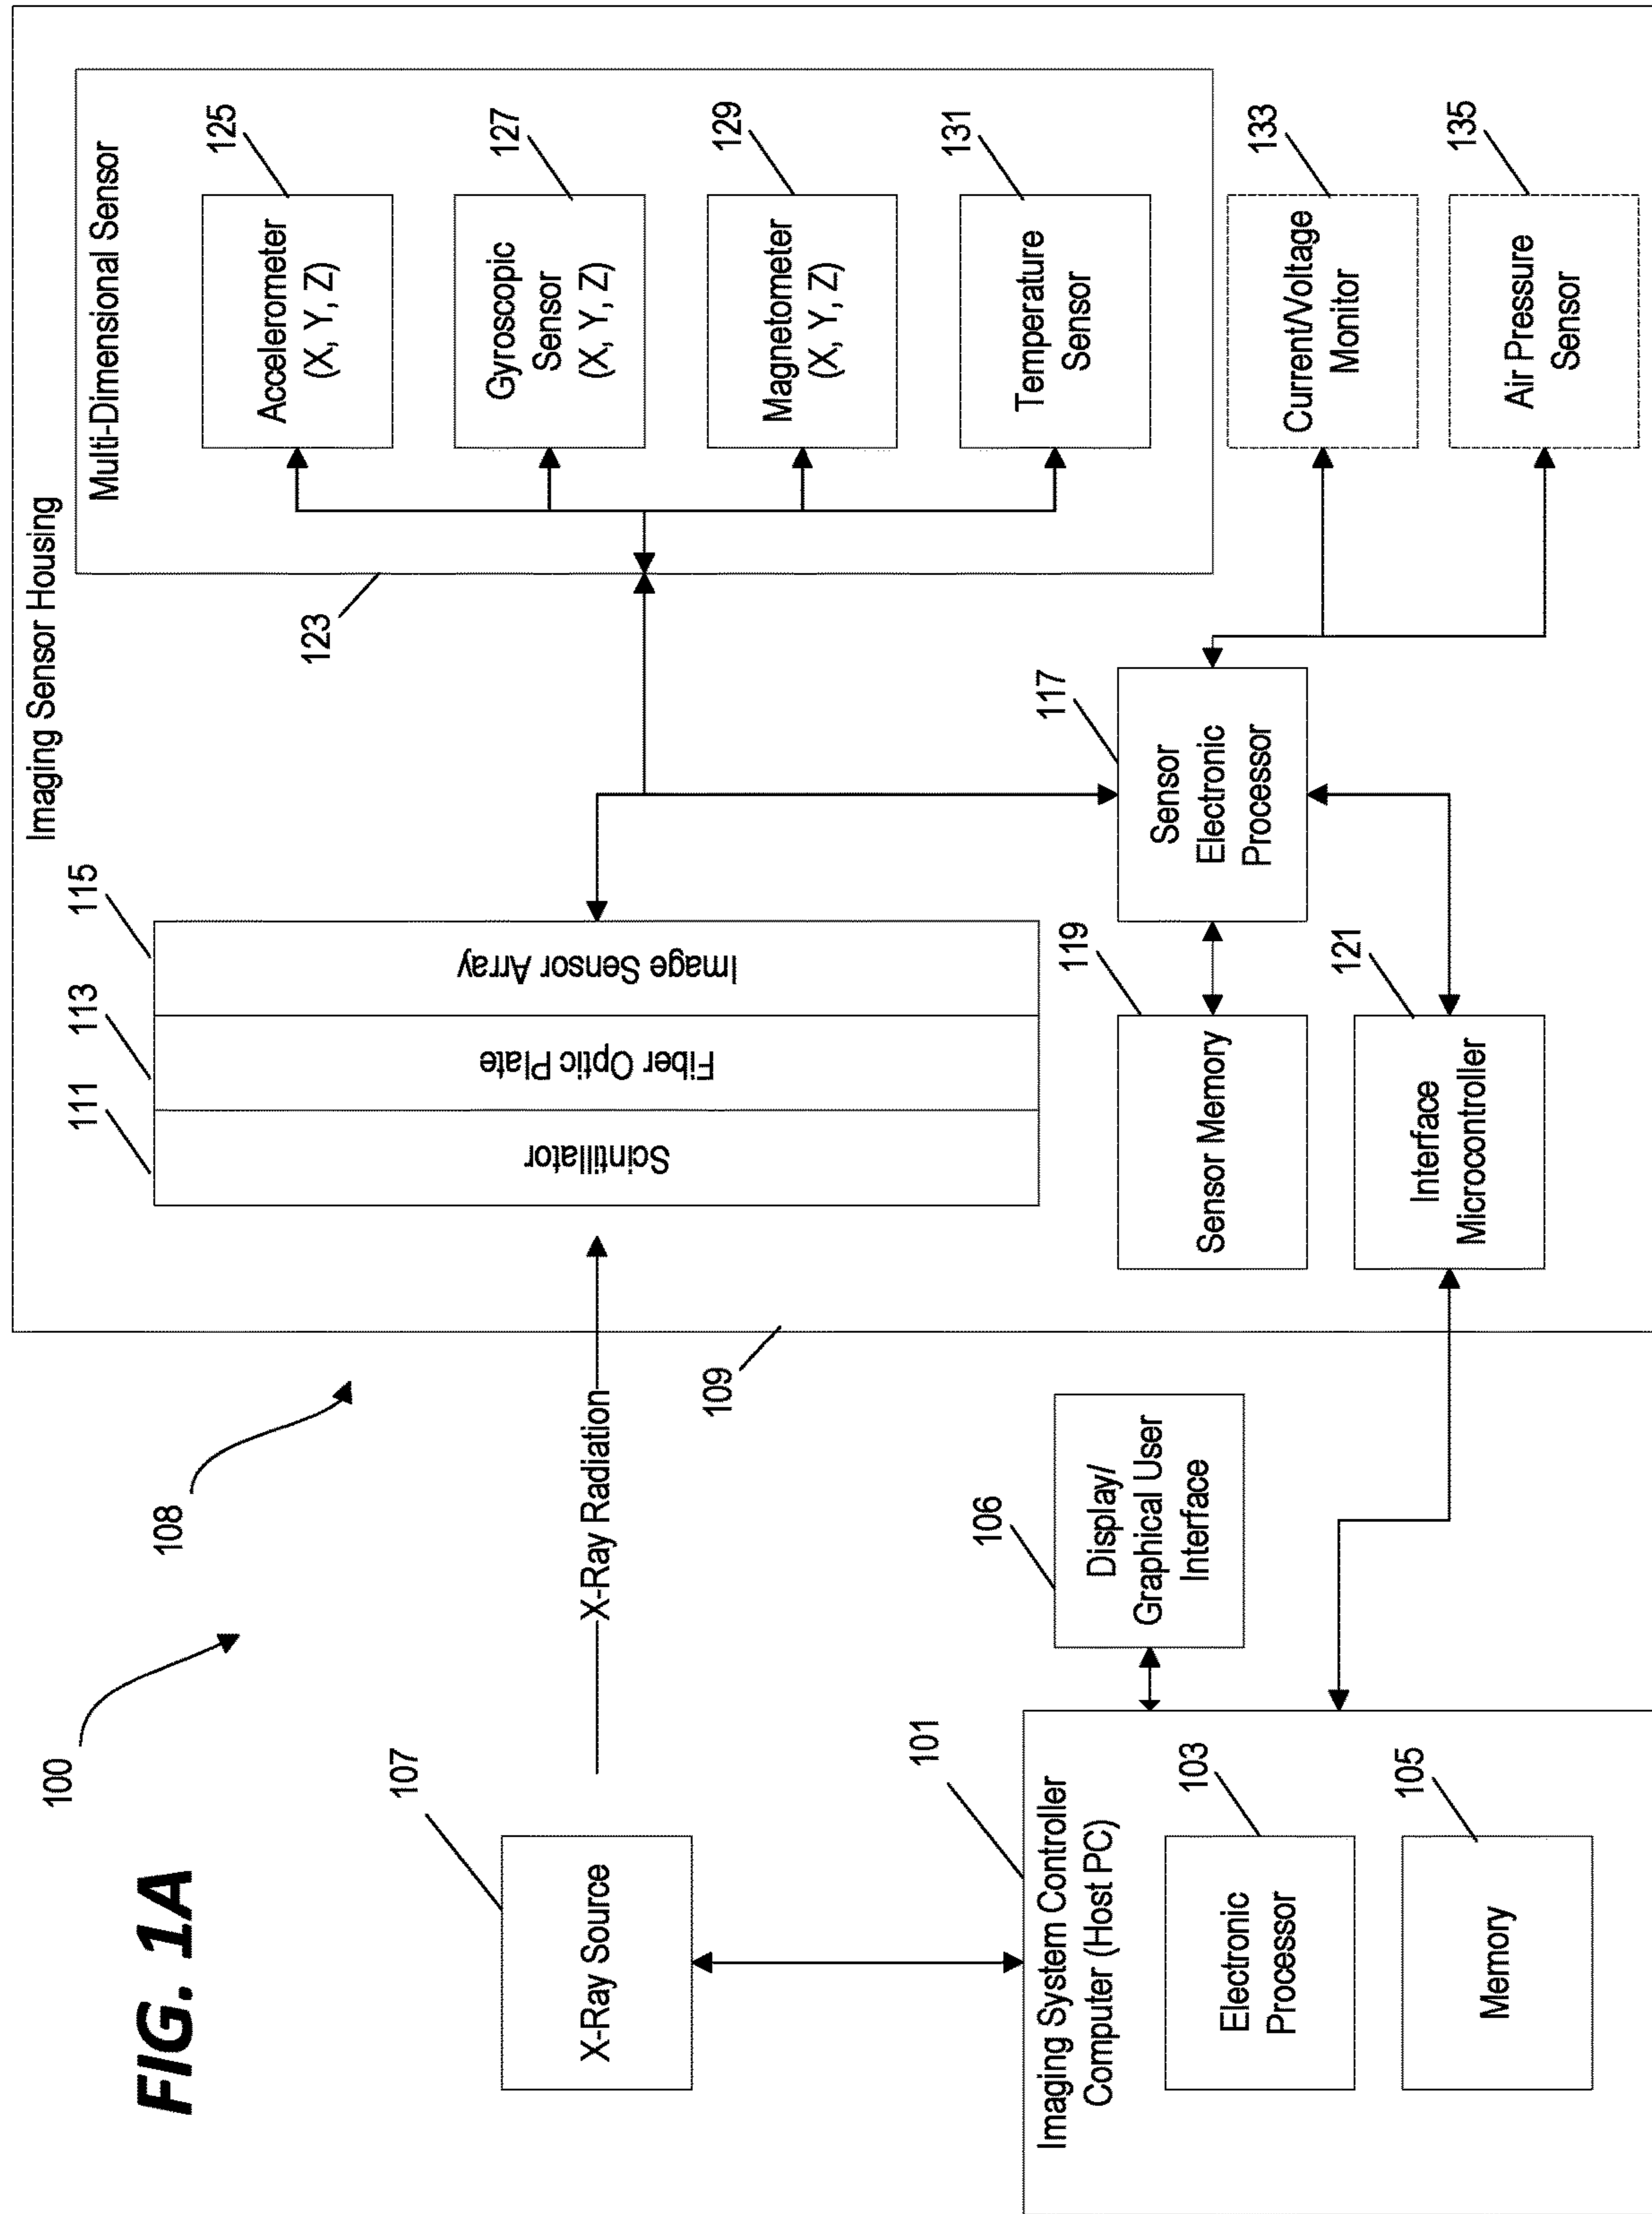 FIG. 1A
100
108
Imaging Sensor Housing
107
X-Ray Source
X-Ray Radiation
111
113
115
Scintillator
Fiber Optic Plate
Image Sensor Array
123
Multi-Dimensional Sensor
125
Accelerometer
(X, Y, Z)
127
Gyroscopic
Sensor
(X, Y, Z)
129
Magnetometer
(X, Y, Z)
131
Temperature
Sensor
109
101
Imaging System Controller
Computer (Host PC)
103
Electronic
Processor
105
Memory
106
Display/
Graphical User
Interface
119
Sensor Memory
117
Sensor
Electronic
Processor
121
Interface
Microcontroller
133
Current/Voltage
Monitor
135
Air Pressure
Sensor